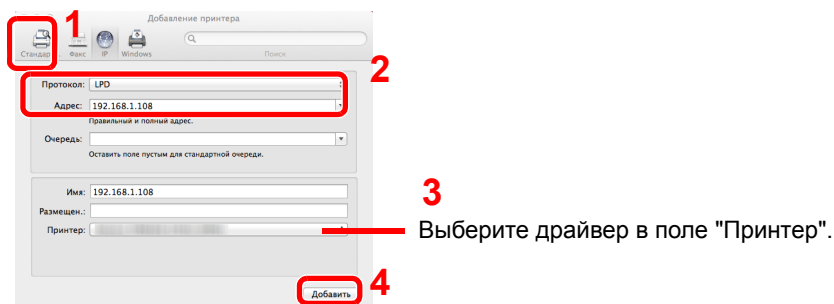 1
Добавление принтера
Стандар... Факс IP Windows Поиск
2
Протокол: LPD
Адрес: 192.168.1.108
Правильный и полный адрес.
Очередь:
Оставить поле пустым для стандартной очереди.
Имя: 192.168.1.108
Размещен.:
3
Принтер:
Выберите драйвер в поле "Принтер".
4
Добавить